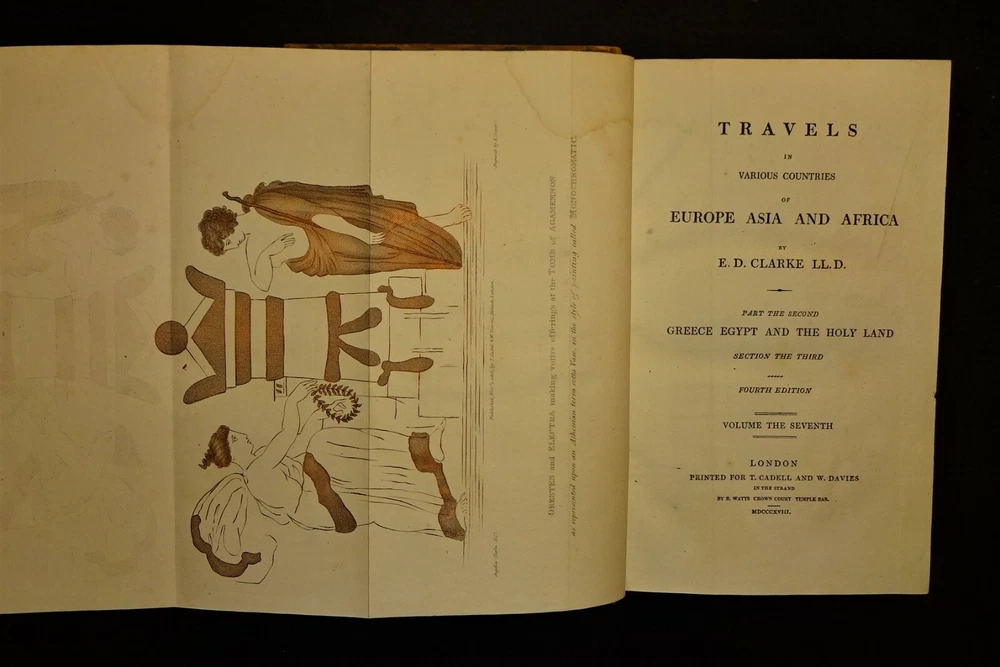 ORESTES and ELECTRA making votive offerings at the TOMB of AGAMEMNON
as represented upon an Athenian terra cotta Vase, in the style of painting called MONOCHROMATIC
TRAVELS
IN
VARIOUS COUNTRIES
OF
EUROPE ASIA AND AFRICA
BY
E. D. CLARKE LL.D.
PART THE SECOND
GREECE EGYPT AND THE HOLY LAND
SECTION THE THIRD
FOURTH EDITION
VOLUME THE SEVENTH
LONDON
PRINTED FOR T. CADELL AND W. DAVIES
IN THE STRAND
BY R. WATTS CROWN COURT TEMPLE BAR.
MDCCCXVIII.